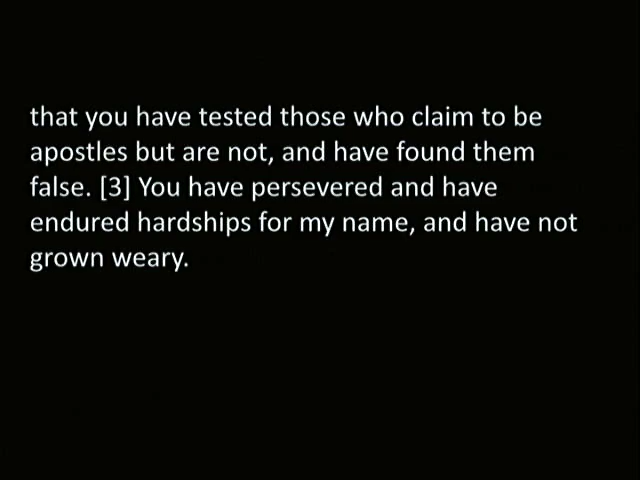 that you have tested those who claim to be
apostles but are not, and have found them
false. [3] You have persevered and have
endured hardships for my name, and have not
grown weary.